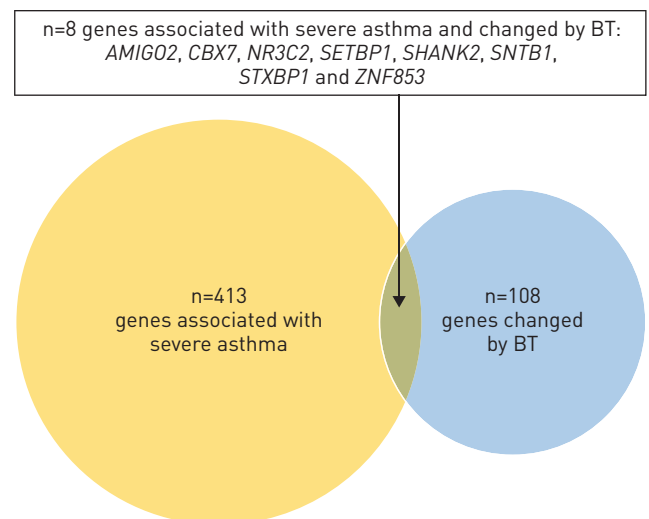 n=8 genes associated with severe asthma and changed by BT:
AMIGO2, CBX7, NR3C2, SETBP1, SHANK2, SNTB1,
STXBP1 and ZNF853
n=413
genes associated with
severe asthma
n=108
genes changed
by BT